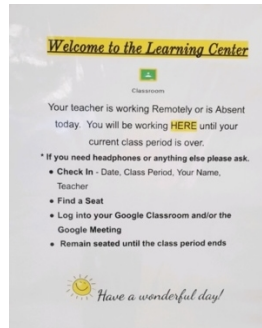 Welcome to the Learning Center
Classroom
Your teacher is working Remotely or is Absent
today. You will be working HERE until your
current class period is over.
* If you need headphones or anything else please ask.
• Check In - Date, Class Period, Your Name,
Teacher
• Find a Seat
• Log into your Google Classroom and/or the
Google Meeting
• Remain seated until the class period ends
Have a wonderful day!